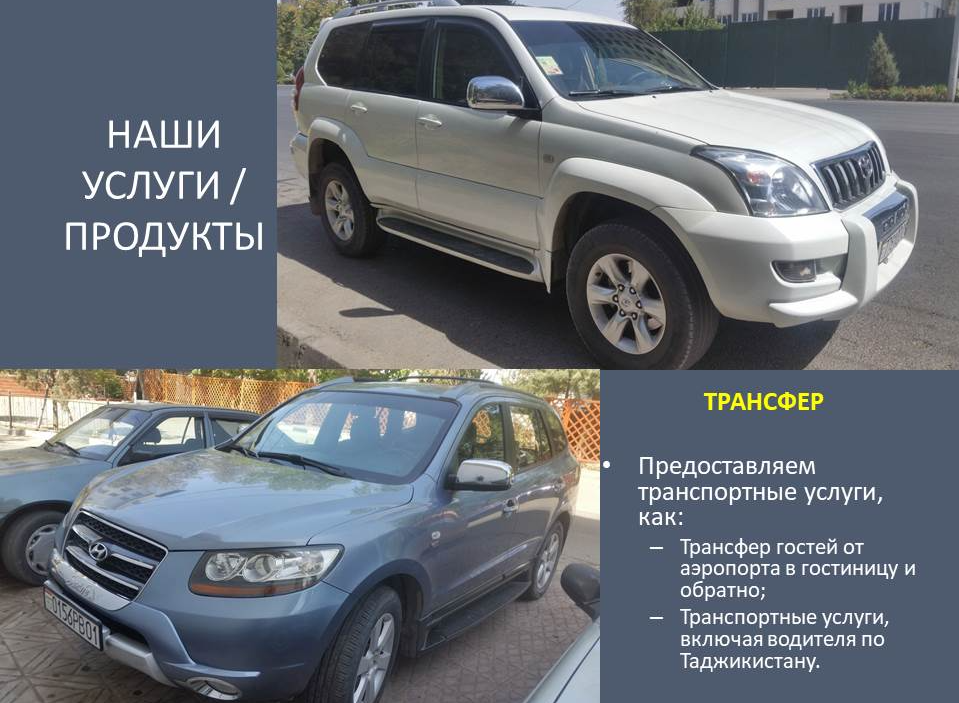 НАШИ
УСЛУГИ /
ПРОДУКТЫ
ТРАНСФЕР
• Предоставляем
транспортные услуги,
как:
– Трансфер гостей от
аэропорта в гостиницу и
обратно;
– Транспортные услуги,
включая водителя по
Таджикистану.
0156PB01